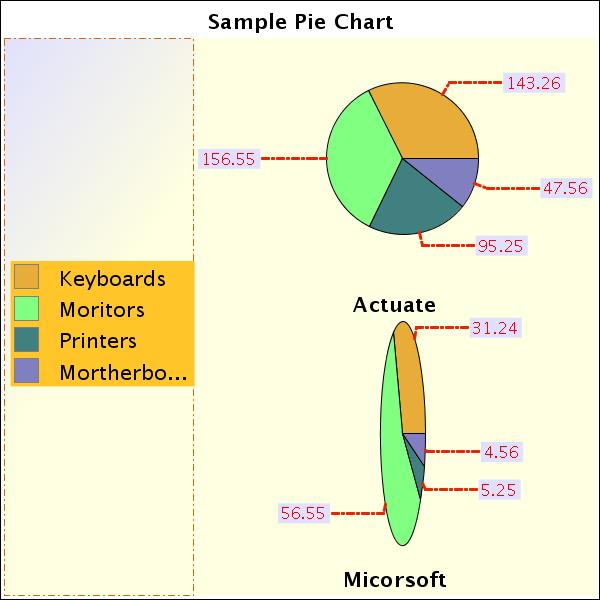 Sample Pie Chart
143.26
156.55
47.56
95.25
Keyboards
Moritors
Printers
Mortherbo...
Actuate
31.24
4.56
5.25
56.55
Micorsoft